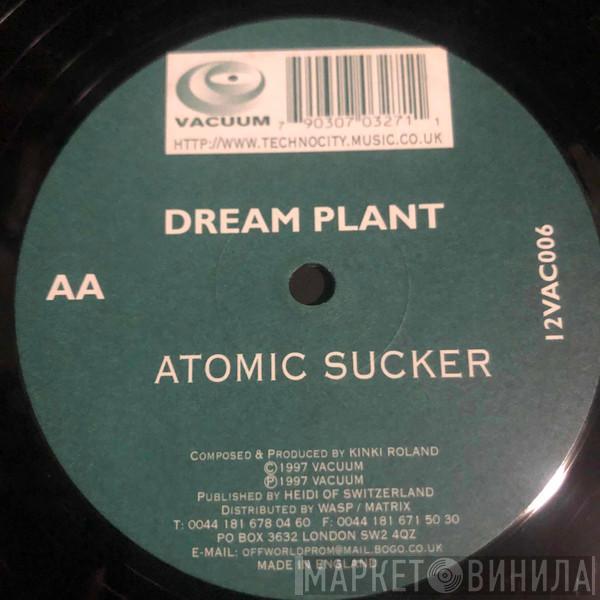 VACUUM
7 90307 03271 1
HTTP://WWW.TECHNOCITY.MUSIC.CO.UK
DREAM PLANT
AA
12VAC006
ATOMIC SUCKER
COMPOSED & PRODUCED BY KINKI ROLAND
©1997 VACUUM
℗1997 VACUUM
PUBLISHED BY HEIDI OF SWITZERLAND
DISTRIBUTED BY WASP / MATRIX
T: 0044 181 678 04 60 F: 0044 181 671 50 30
PO BOX 3632 LONDON SW2 4QZ
E-MAIL: OFFWORLDPROM@MAIL.BOGO.CO.UK
MADE IN ENGLAND
МАРКЕТ ВИНИЛА